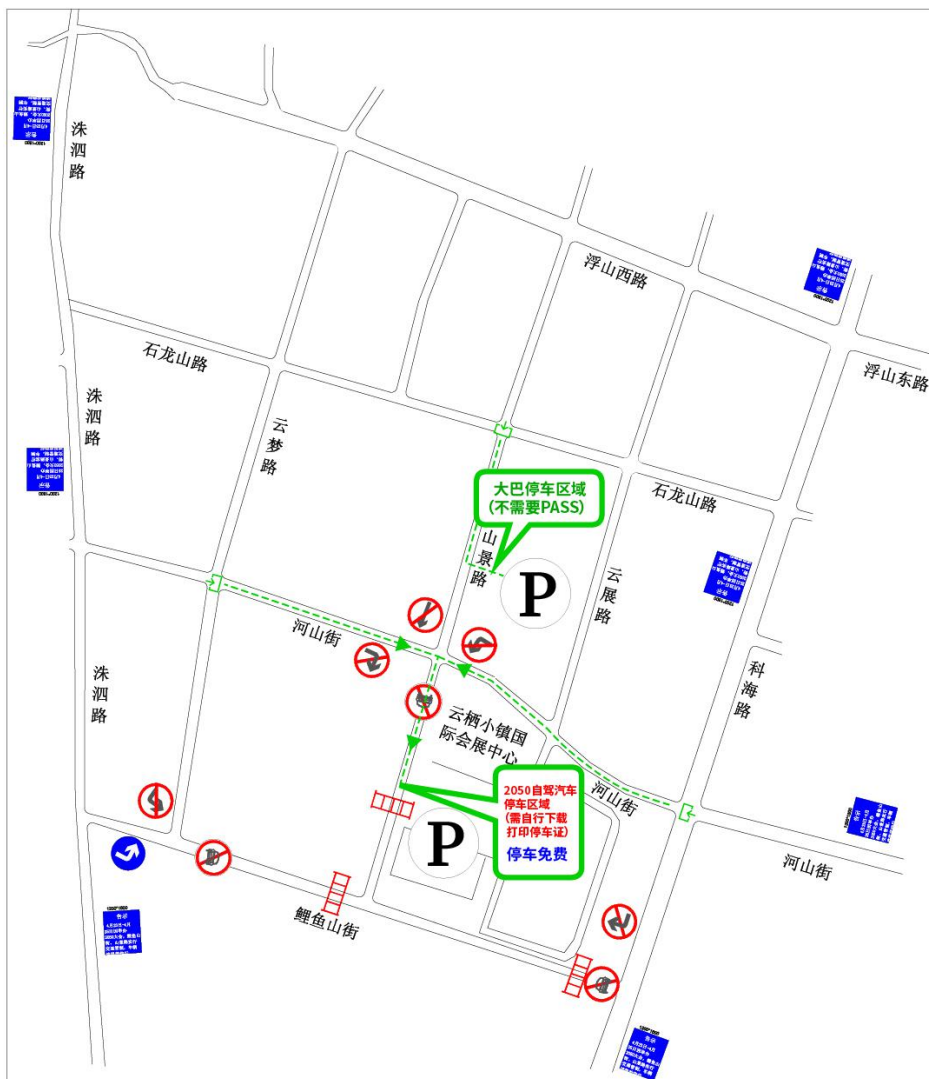 洙泗路
浮山西路
浮山东路
石龙山路
洙泗路
云梦路
大巴停车区域
(不需要PASS)
石龙山路
山景路
P
云展路
河山街
科海路
洙泗路
云栖小镇国
际会展中心
2050自驾汽车
停车区域
(需自行下载
打印停车证)
停车免费
河山街
P
河山街
鲤鱼山街
告示
告示